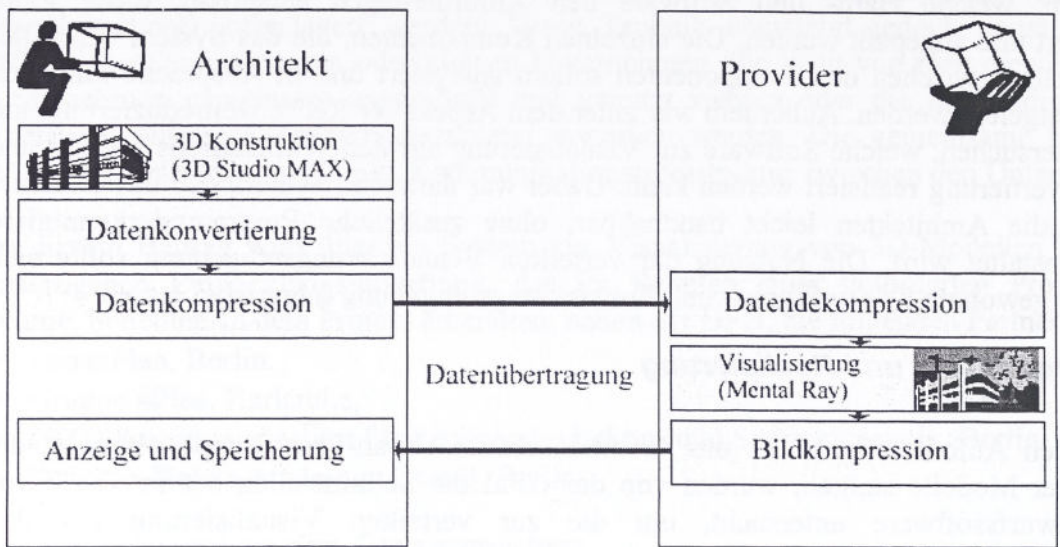 Architekt
Provider
3D Konstruktion
(3D Studio MAX)
Datenkonvertierung
Datenkompression
Datendekompression
Datenübertragung
Visualisierung
(Mental Ray)
Anzeige und Speicherung
Bildkompression